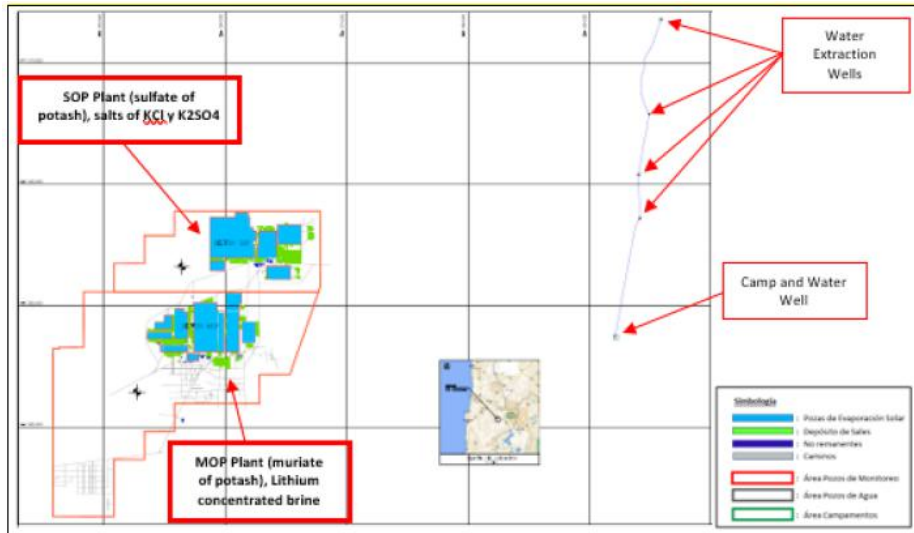 Water
Extraction
Wells
SOP Plant (sulfate of
potash), salts of KCl y K2SO4
Camp and Water
Well
MOP Plant (muriate
of potash), Lithium
concentrated brine
Simbología
: Pozas de Evaporación Solar
: Depósito de Sales
: No remanentes
: Caminos
: Área Pozos de Monitoreo
: Área Pozos de Agua
: Área Campamentos